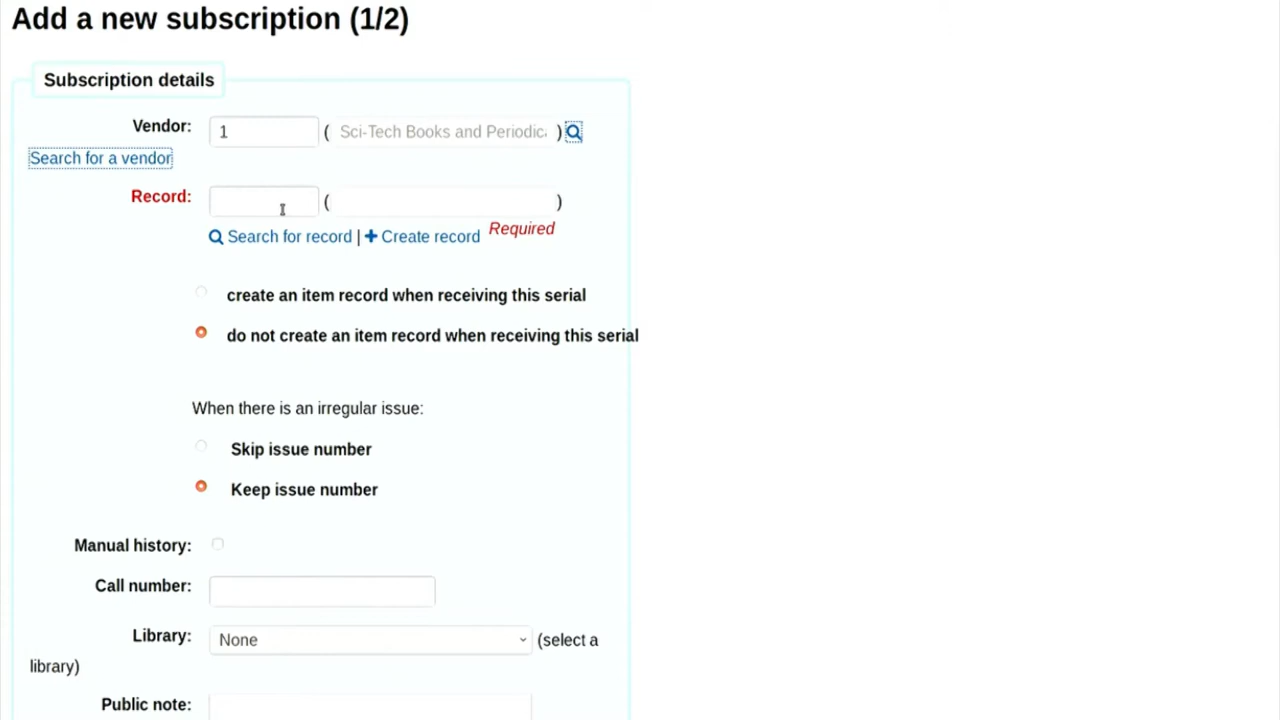 Add a new subscription (1/2)
Subscription details
Vendor: 1 ( Sci-Tech Books and Periodica )
Search for a vendor
Record: ( )
Search for record | Create record Required
create an item record when receiving this serial
do not create an item record when receiving this serial
When there is an irregular issue:
Skip issue number
Keep issue number
Manual history:
Call number:
Library: None (select a
library)
Public note: